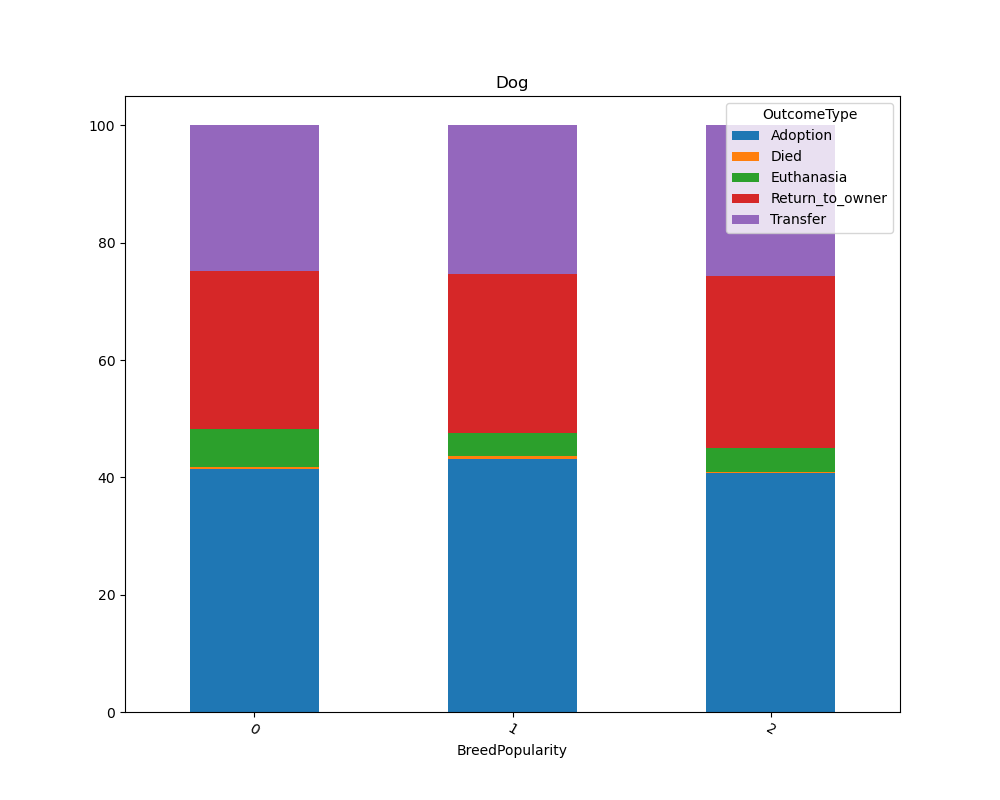 Dog
OutcomeType
Adoption
Died
Euthanasia
Return_to_owner
Transfer
100
80
60
40
20
0
0
1
2
BreedPopularity